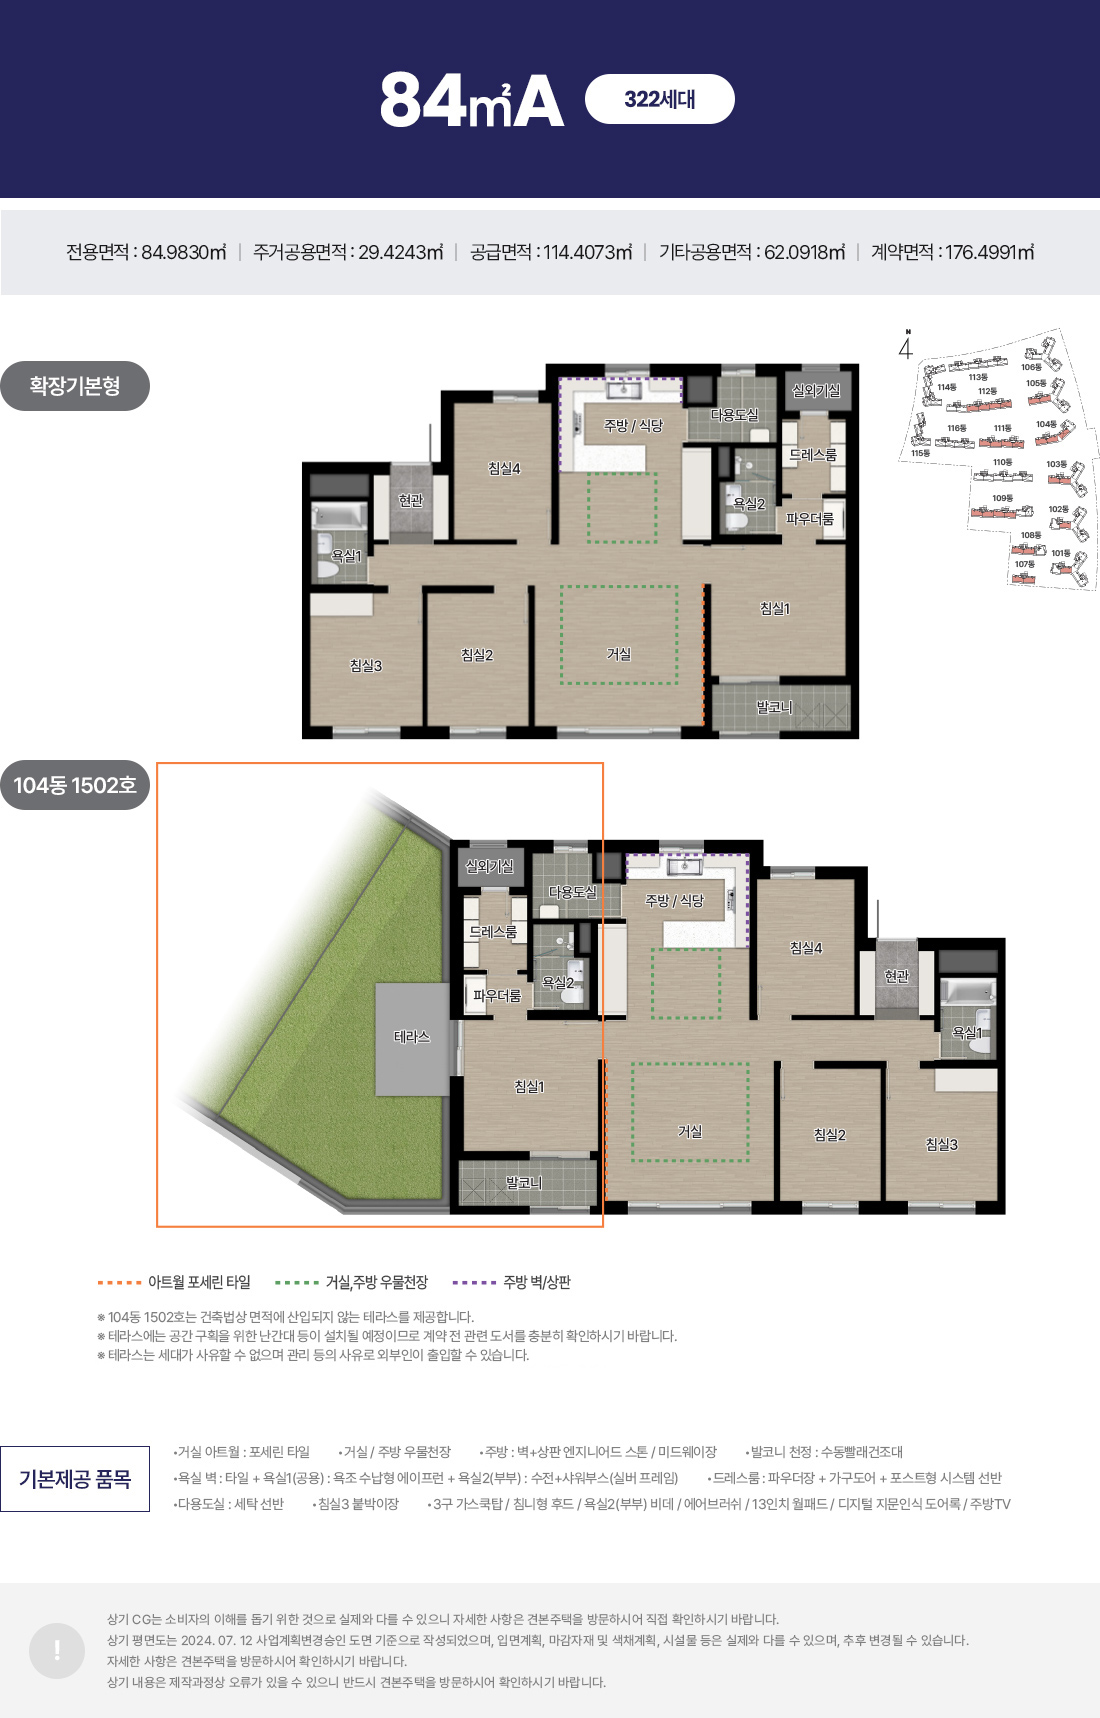 84㎡A 322세대
전용면적 : 84.9830㎡ | 주거공용면적 : 29.4243㎡ | 공급면적 : 114.4073㎡ | 기타공용면적 : 62.0918㎡ | 계약면적 : 176.4991㎡
확장기본형
N
4
106동
113동
105동
114동
112동
104동
116동
111동
115동
110동
103동
109동
102동
108동
101동
107동
실외기실
주방 / 식당
다용도실
드레스룸
침실4
현관
욕실2
파우더룸
욕실1
침실1
침실3
침실2
거실
발코니
104동 1502호
실외기실
다용도실
주방 / 식당
드레스룸
침실4
욕실2
현관
파우더룸
테라스
욕실1
침실1
거실
침실2
침실3
발코니
아트월 포세린 타일 거실,주방 우물천장 주방 벽/상판
※ 104동 1502호는 건축법상 면적에 산입되지 않는 테라스를 제공합니다.
※ 테라스에는 공간 구획을 위한 난간대 등이 설치될 예정이므로 계약 전 관련 도서를 충분히 확인하시기 바랍니다.
※ 테라스는 세대가 사유할 수 없으며 관리 등의 사유로 외부인이 출입할 수 있습니다.
기본제공 품목
•거실 아트월 : 포세린 타일 •거실 / 주방 우물천장 •주방 : 벽+상판 엔지니어드 스톤 / 미드웨이장 •발코니 천정 : 수동빨래건조대
•욕실 벽 : 타일 + 욕실1(공용) : 욕조 수납형 에이프런 + 욕실2(부부) : 수전+샤워부스(실버 프레임) •드레스룸 : 파우더장 + 가구도어 + 포스트형 시스템 선반
•다용도실 : 세탁 선반 •침실3 붙박이장 •3구 가스쿡탑 / 침니형 후드 / 욕실2(부부) 비데 / 에어브러쉬 / 13인치 월패드 / 디지털 지문인식 도어록 / 주방TV
!
상기 CG는 소비자의 이해를 돕기 위한 것으로 실제와 다를 수 있으니 자세한 사항은 견본주택을 방문하시어 직접 확인하시기 바랍니다.
상기 평면도는 2024. 07. 12 사업계획변경승인 도면 기준으로 작성되었으며, 입면계획, 마감자재 및 색채계획, 시설물 등은 실제와 다를 수 있으며, 추후 변경될 수 있습니다.
자세한 사항은 견본주택을 방문하시어 확인하시기 바랍니다.
상기 내용은 제작과정상 오류가 있을 수 있으니 반드시 견본주택을 방문하시어 확인하시기 바랍니다.